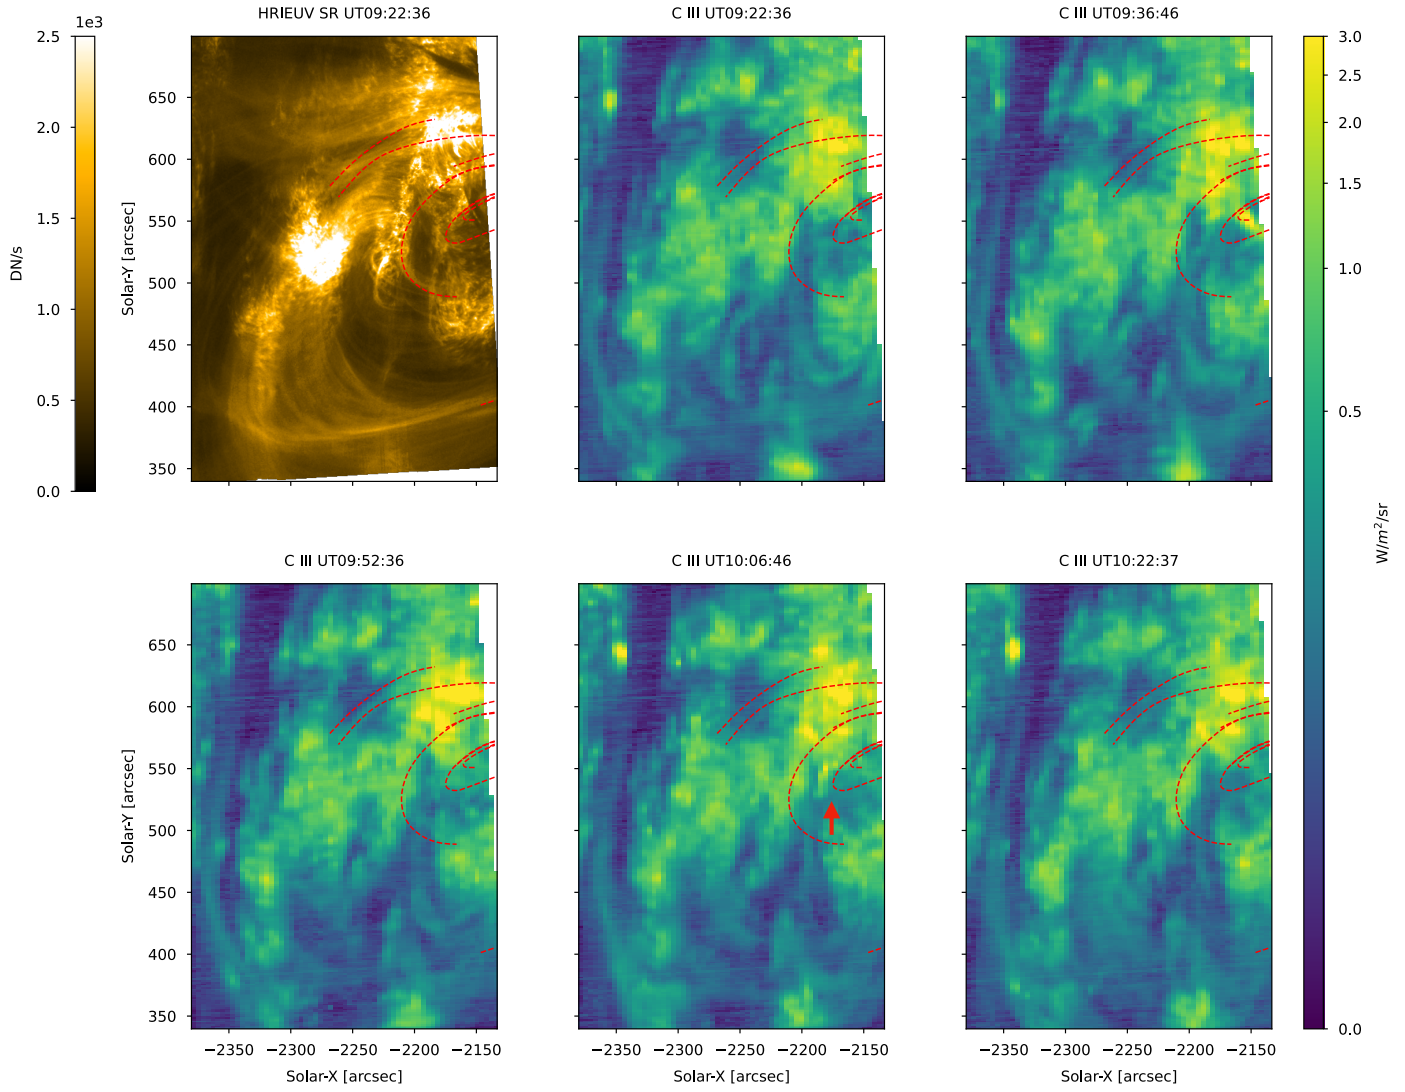 HRIEUV SR UT09:22:36
C III UT09:22:36
C III UT09:36:46
1e3
2.5
2.0
1.5
1.0
0.5
0.0
DN/s
Solar-Y [arcsec]
650
600
550
500
450
400
350
3.0
2.5
2.0
1.5
1.0
0.5
0.0
W/m²/sr
C III UT09:52:36
C III UT10:06:46
C III UT10:22:37
Solar-Y [arcsec]
650
600
550
500
450
400
350
−2350 −2300 −2250 −2200 −2150
−2350 −2300 −2250 −2200 −2150
−2350 −2300 −2250 −2200 −2150
Solar-X [arcsec]
Solar-X [arcsec]
Solar-X [arcsec]